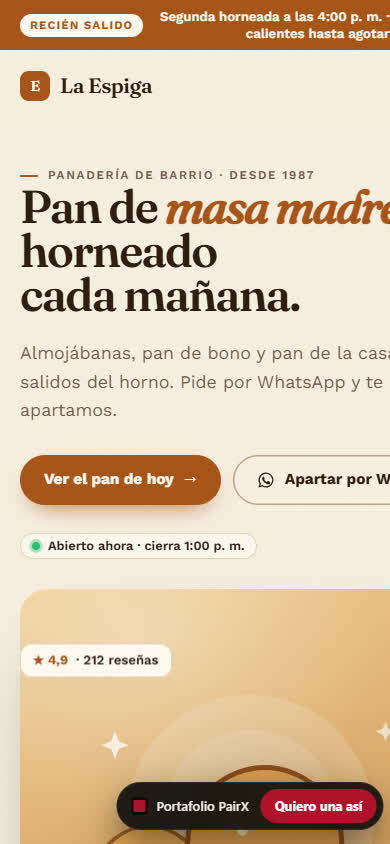 RECIÉN SALIDO
Segunda horneada a las 4:00 p. m. ·
calientes hasta agotar
E
La Espiga
PANADERÍA DE BARRIO · DESDE 1987
Pan de masa madre
horneado
cada mañana.
Almojábanas, pan de bono y pan de la casa
salidos del horno. Pide por WhatsApp y te
apartamos.
Ver el pan de hoy →
Apartar por W
Abierto ahora · cierra 1:00 p. m.
★ 4,9 · 212 reseñas
Portafolio PairX
Quiero una así